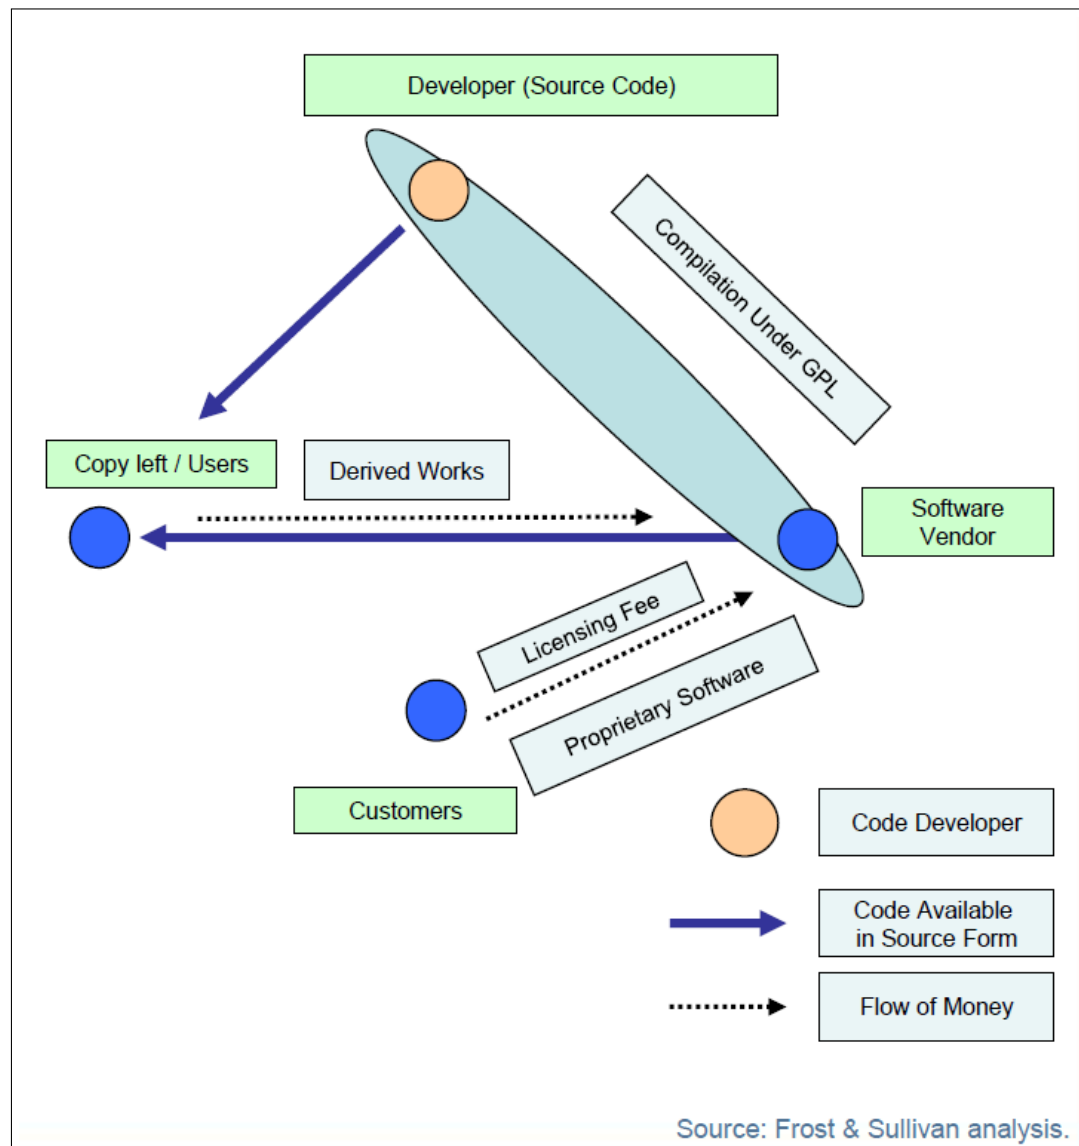 Developer (Source Code)
Compilation Under GPL
Copy left / Users
Derived Works
Software
Vendor
Licensing Fee
Proprietary Software
Customers
Code Developer
Code Available
in Source Form
Flow of Money
Source: Frost & Sullivan analysis.